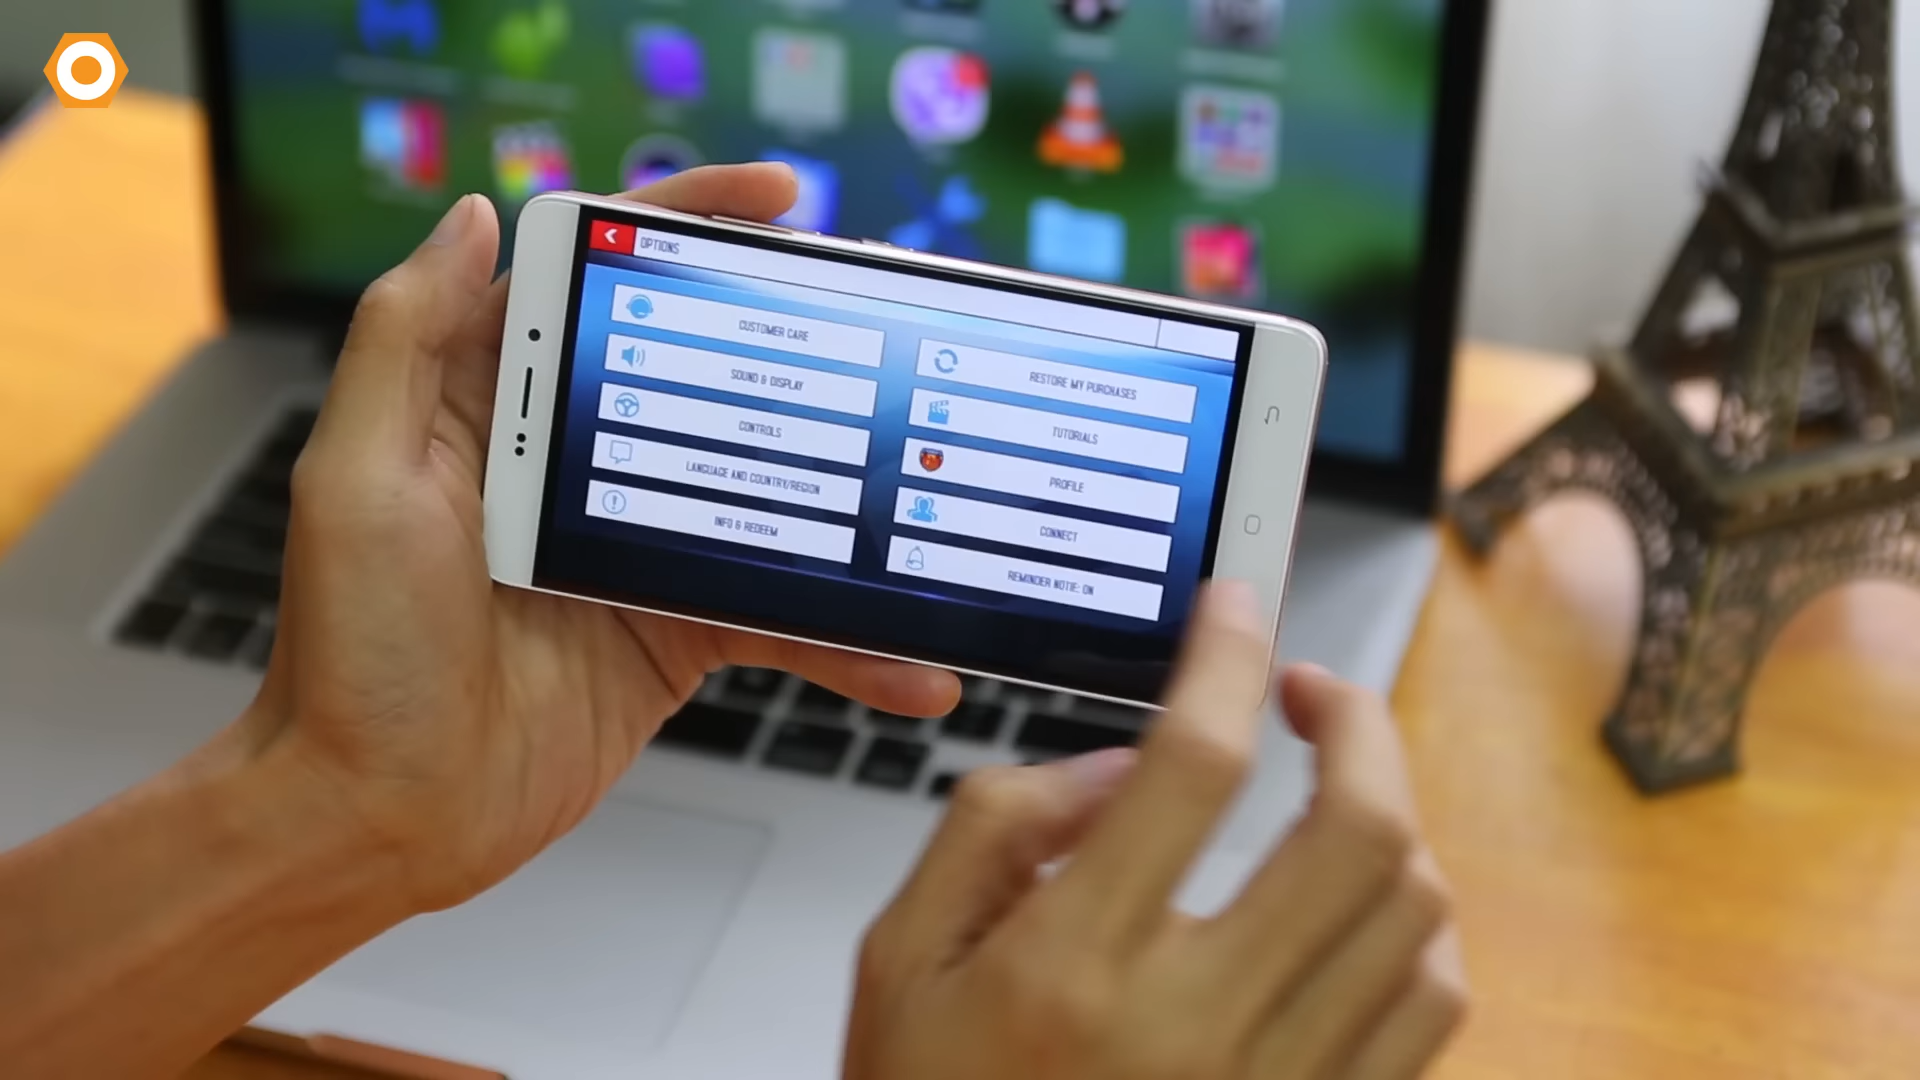 OPTIONS
CUSTOMER CARE
SOUND & DISPLAY
CONTROLS
LANGUAGE AND COUNTRY/REGION
INFO & REDEEM
RESTORE MY PURCHASES
TUTORIALS
PROFILE
CONNECT
REMINDER NOTIF.: ON